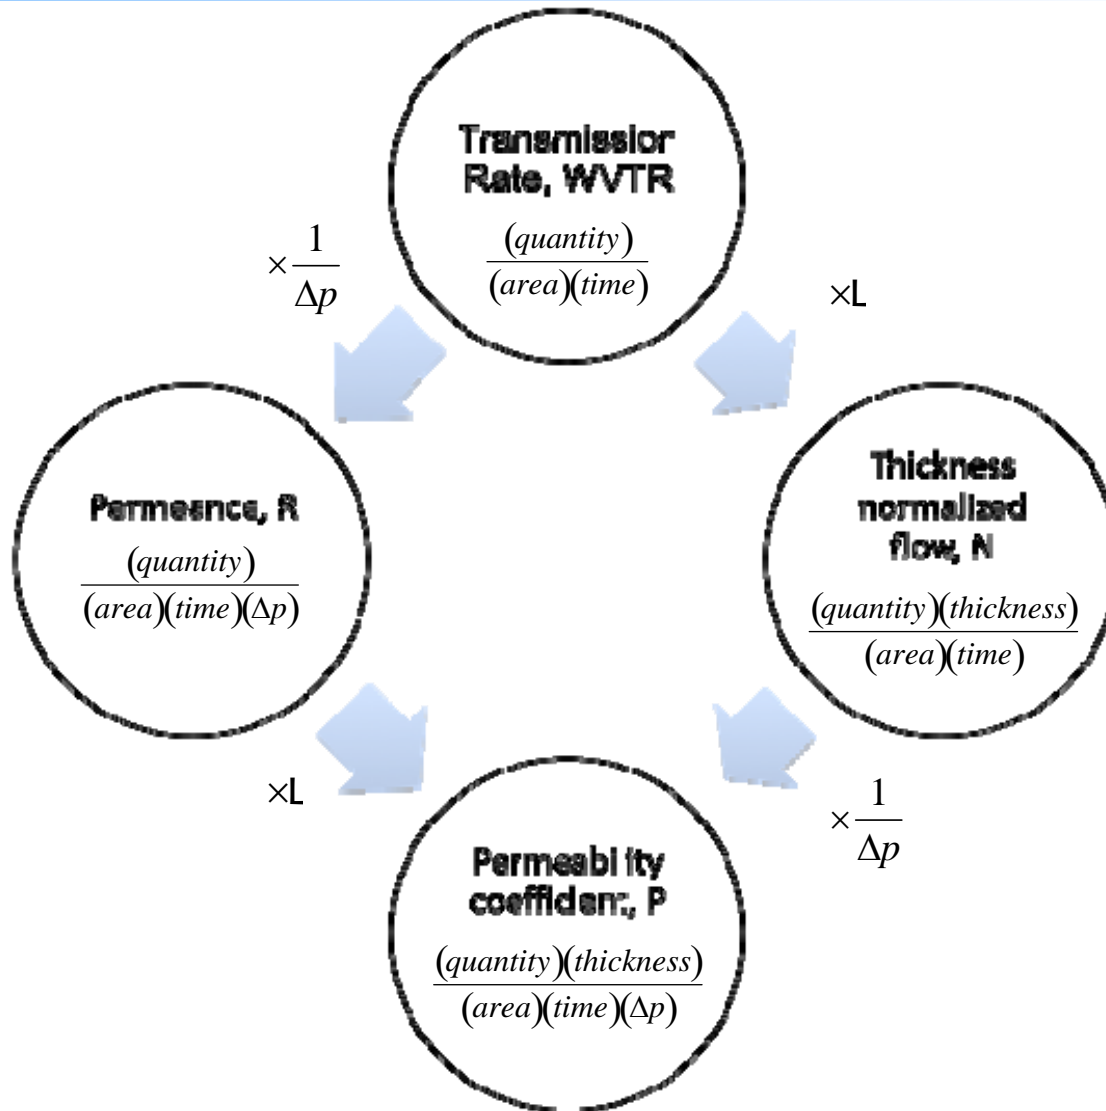 Transmission
Rate, WVTR
(quantity)
(area)(time)
× 1
Δp
×L
Permeance, R
(quantity)
(area)(time)(Δp)
Thickness
normalized
flow, N
(quantity)(thickness)
(area)(time)
×L
× 1
Δp
Permeability
coefficient, P
(quantity)(thickness)
(area)(time)(Δp)